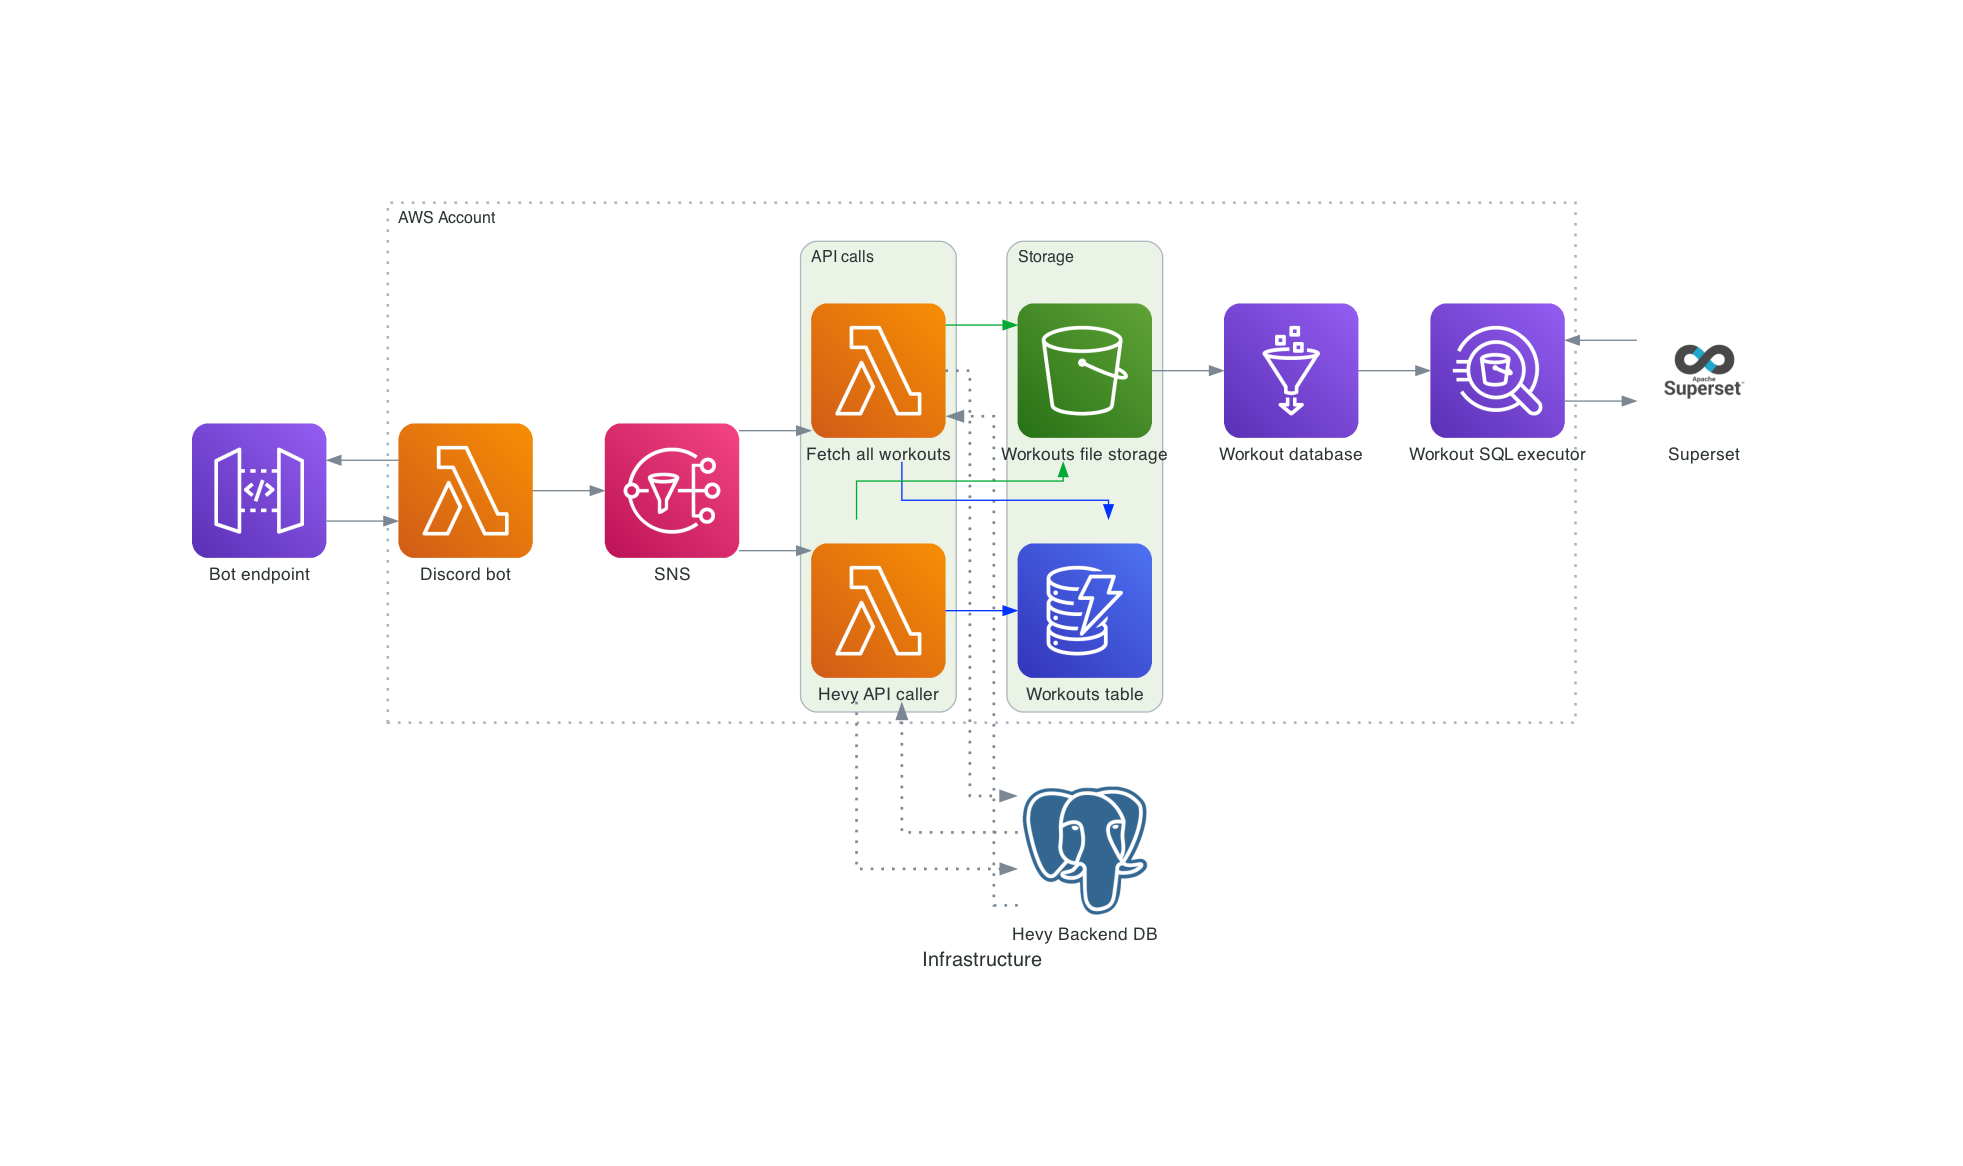 AWS Account
API calls
Storage
Fetch all workouts
Workouts file storage
Workout database
Workout SQL executor
Apache
Superset™
Superset
</>
Bot endpoint
Discord bot
SNS
Hevy API caller
Workouts table
Hevy Backend DB
Infrastructure